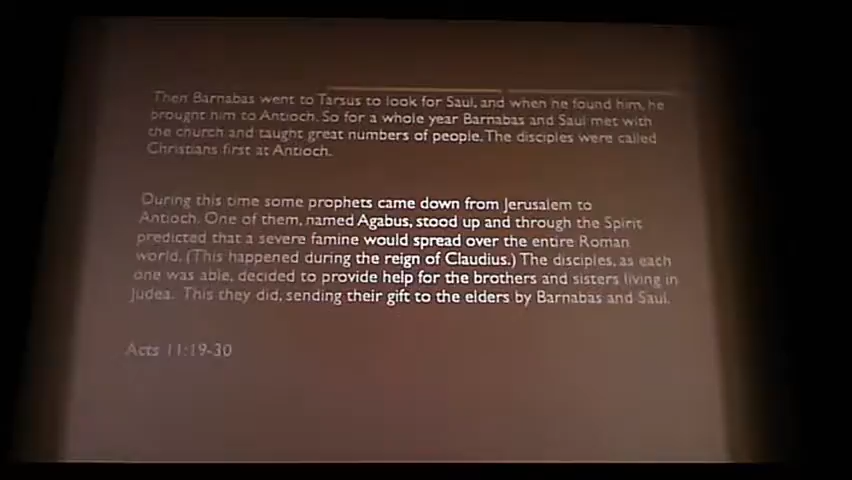 Then Barnabas went to Tarsus to look for Saul, and when he found him, he
brought him to Antioch. So for a whole year Barnabas and Saul met with
the church and taught great numbers of people. The disciples were called
Christians first at Antioch.
During this time some prophets came down from Jerusalem to
Antioch. One of them, named Agabus, stood up and through the Spirit
predicted that a severe famine would spread over the entire Roman
world. (This happened during the reign of Claudius.) The disciples, as each
one was able, decided to provide help for the brothers and sisters living in
Judea. This they did, sending their gift to the elders by Barnabas and Saul.
Acts 11:19-30